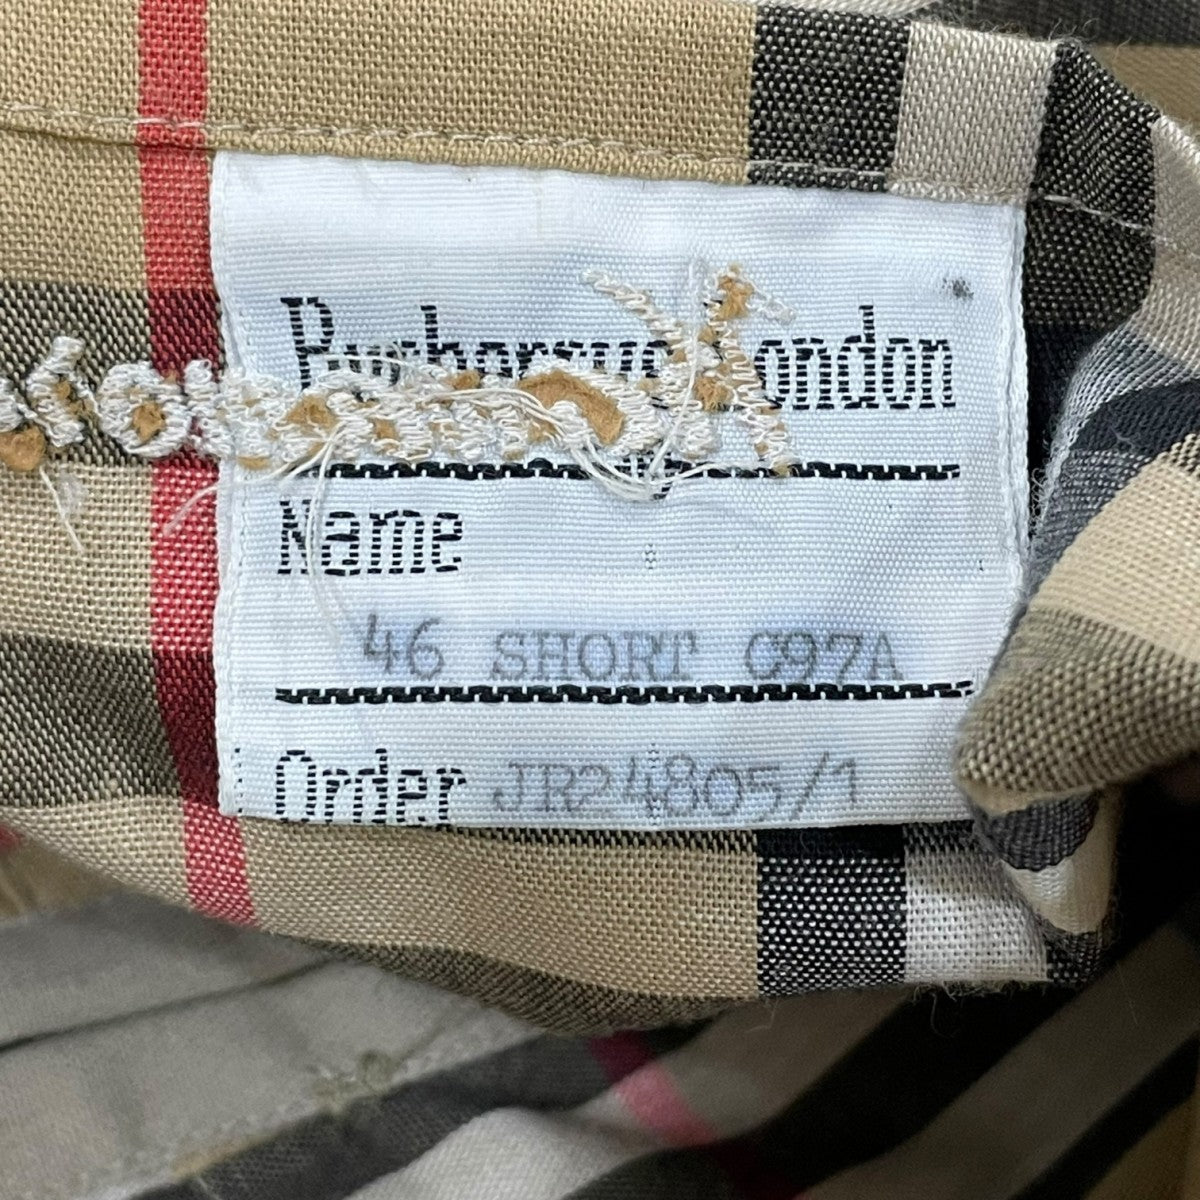 Burberrys London
Name
46 SHORT C97A
Order JR24805/1